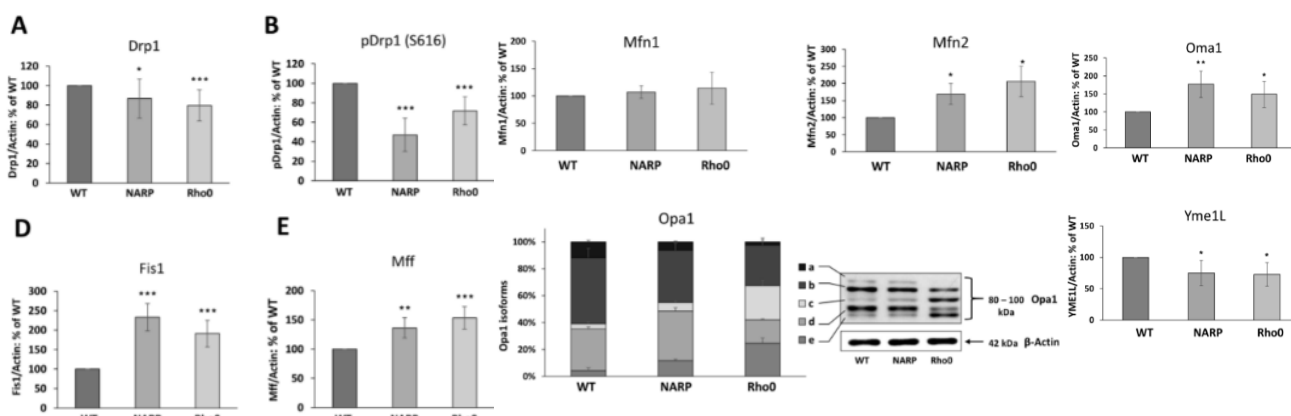 A
Drp1
Drp1/Actin: % of WT
120
100
80
60
40
20
0
*
***
WT NARP Rho0
B
pDrp1 (S616)
pDrp1/Actin: % of WT
120
100
80
60
40
20
0
***
***
WT NARP Rho0
Mfn1
Mfn1/Actin: % of WT
200
150
100
50
0
WT NARP Rho0
Mfn2
Mfn2/Actin: % of WT
300
250
200
150
100
50
0
*
*
WT NARP Rho0
Oma1
Oma1/Actin: % of WT
250
200
150
100
50
0
**
*
WT NARP Rho0
D
Fis1
Fis1/Actin: % of WT
300
250
200
150
100
50
0
***
***
WT NARP Rho0
E
Mff
Mff/Actin: % of WT
200
150
100
50
0
**
***
WT NARP Rho0
Opa1
Opa1 isoforms
100%
80%
60%
40%
20%
0%
WT NARP Rho0
a
b
c
d
e
80 – 100 Opa1
kDa
42 kDa β-Actin
WT NARP Rho0
Yme1L
YME1L/Actin: % of WT
150
100
50
0
*
*
WT NARP Rho0